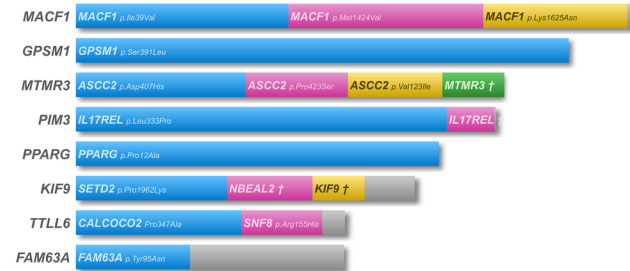 MACF1 MACF1 p.Ile39Val MACF1 p.Met1424Val MACF1 p.Lys1625Asn
GPSM1 GPSM1 p.Ser391Leu
MTMR3 ASCC2 p.Asp407His ASCC2 p.Pro423Ser ASCC2 p.Val123Ile MTMR3 †
PIM3 IL17REL p.Leu333Pro IL17REL †
PPARG PPARG p.Pro12Ala
KIF9 SETD2 p.Pro1962Lys NBEAL2 † KIF9 †
TTLL6 CALCOCO2 Pro347Ala SNF8 p.Arg155His
FAM63A FAM63A p.Tyr95Asn